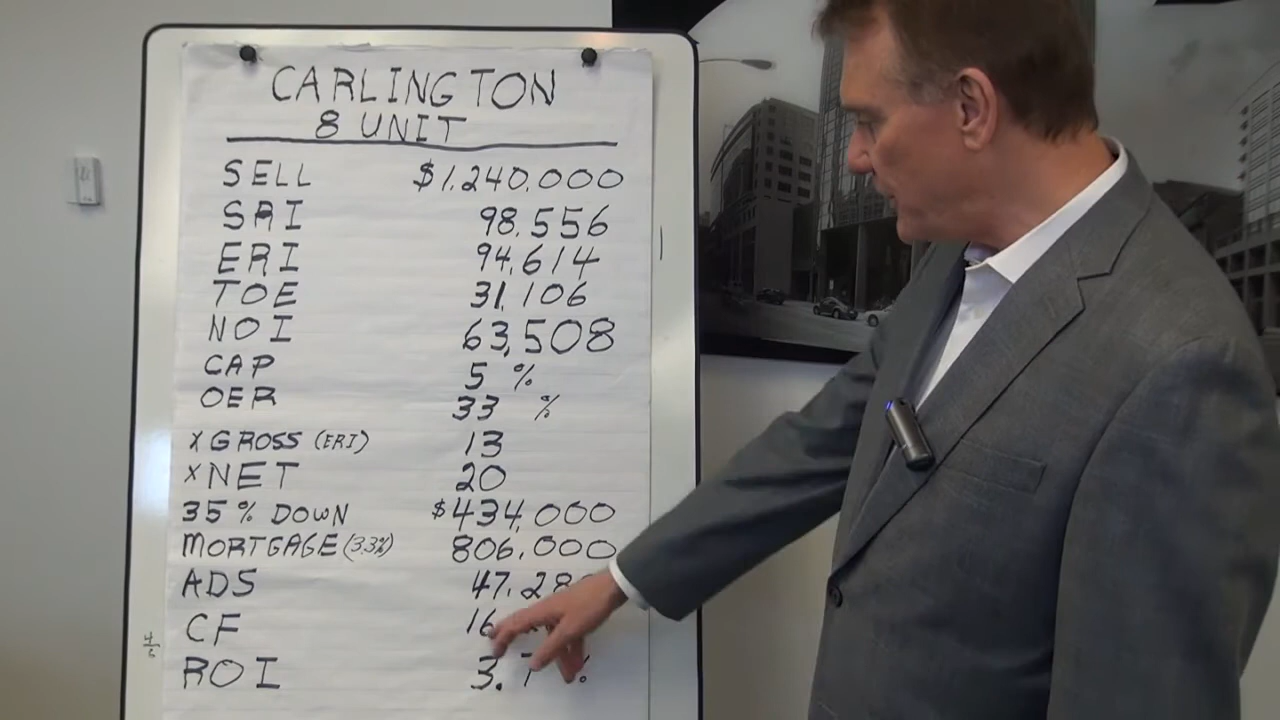 CARLINGTON
8 UNIT
SELL $1,240,000
SRI 98,556
ERI 94,614
TOE 31,106
NOI 63,508
CAP 5 %
OER 33 %
X GROSS (ERI) 13
X NET 20
35 % DOWN $434,000
MORTGAGE (3.3%) 806,000
ADS
CF
ROI